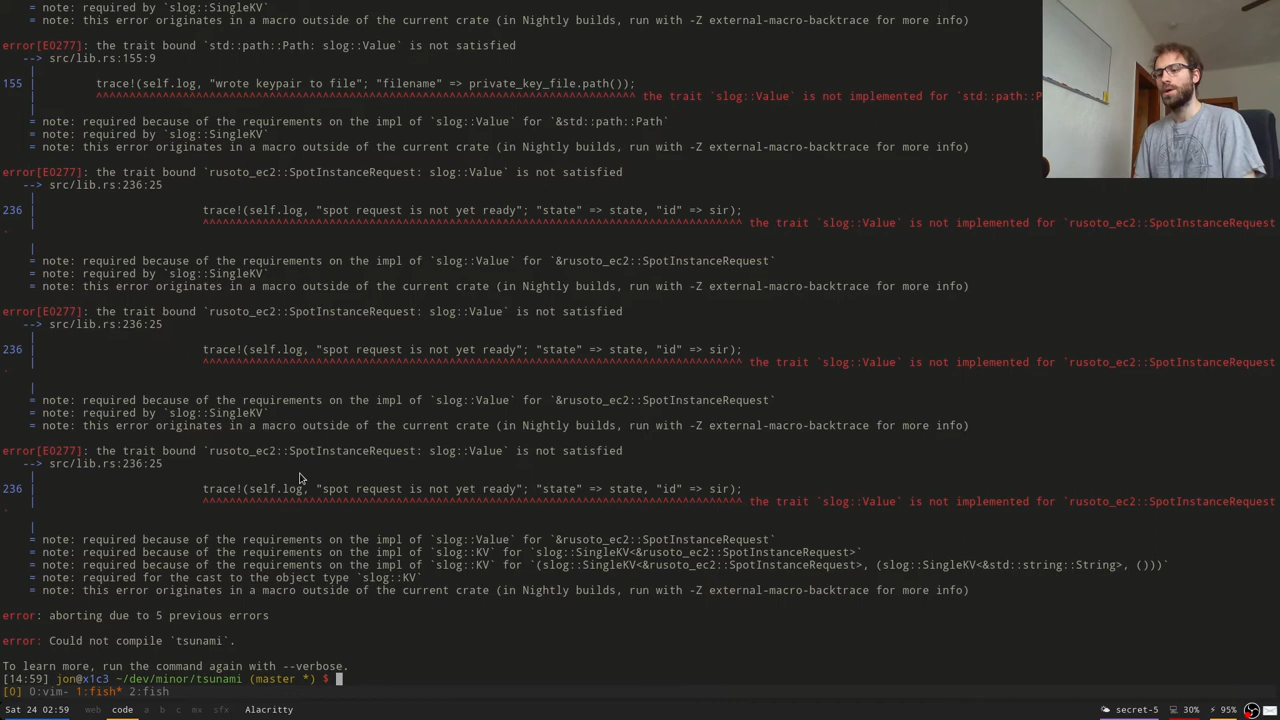 = note: required by `slog::SingleKV`
= note: this error originates in a macro outside of the current crate (in Nightly builds, run with -Z external-macro-backtrace for more info)
error[E0277]: the trait bound `std::path::Path: slog::Value` is not satisfied
--> src/lib.rs:155:9
|
155 | trace!(self.log, "wrote keypair to file"; "filename" => private_key_file.path());
| ^^^^^^^^^^^^^^^^^^^^^^^^^^^^^^^^^^^^^^^^^^^^^^^^^^^^^^^^^^^^^^^^^^^^^^^^^^^^^^^^^ the trait `slog::Value` is not implemented for `std::path::P
|
= note: required because of the requirements on the impl of `slog::Value` for `&std::path::Path`
= note: required by `slog::SingleKV`
= note: this error originates in a macro outside of the current crate (in Nightly builds, run with -Z external-macro-backtrace for more info)
error[E0277]: the trait bound `rusoto_ec2::SpotInstanceRequest: slog::Value` is not satisfied
--> src/lib.rs:236:25
|
236 | trace!(self.log, "spot request is not yet ready"; "state" => state, "id" => sir);
| ^^^^^^^^^^^^^^^^^^^^^^^^^^^^^^^^^^^^^^^^^^^^^^^^^^^^^^^^^^^^^^^^^^^^^^^^^^^^^^^^^ the trait `slog::Value` is not implemented for `rusoto_ec2::SpotInstanceRequest
`
|
= note: required because of the requirements on the impl of `slog::Value` for `&rusoto_ec2::SpotInstanceRequest`
= note: required by `slog::SingleKV`
= note: this error originates in a macro outside of the current crate (in Nightly builds, run with -Z external-macro-backtrace for more info)
error[E0277]: the trait bound `rusoto_ec2::SpotInstanceRequest: slog::Value` is not satisfied
--> src/lib.rs:236:25
|
236 | trace!(self.log, "spot request is not yet ready"; "state" => state, "id" => sir);
| ^^^^^^^^^^^^^^^^^^^^^^^^^^^^^^^^^^^^^^^^^^^^^^^^^^^^^^^^^^^^^^^^^^^^^^^^^^^^^^^^^ the trait `slog::Value` is not implemented for `rusoto_ec2::SpotInstanceRequest
`
|
= note: required because of the requirements on the impl of `slog::Value` for `&rusoto_ec2::SpotInstanceRequest`
= note: required by `slog::SingleKV`
= note: this error originates in a macro outside of the current crate (in Nightly builds, run with -Z external-macro-backtrace for more info)
error[E0277]: the trait bound `rusoto_ec2::SpotInstanceRequest: slog::Value` is not satisfied
--> src/lib.rs:236:25
|
236 | trace!(self.log, "spot request is not yet ready"; "state" => state, "id" => sir);
| ^^^^^^^^^^^^^^^^^^^^^^^^^^^^^^^^^^^^^^^^^^^^^^^^^^^^^^^^^^^^^^^^^^^^^^^^^^^^^^^^^ the trait `slog::Value` is not implemented for `rusoto_ec2::SpotInstanceRequest
`
|
= note: required because of the requirements on the impl of `slog::Value` for `&rusoto_ec2::SpotInstanceRequest`
= note: required because of the requirements on the impl of `slog::KV` for `slog::SingleKV<&rusoto_ec2::SpotInstanceRequest>`
= note: required because of the requirements on the impl of `slog::KV` for `(slog::SingleKV<&rusoto_ec2::SpotInstanceRequest>, (slog::SingleKV<&std::string::String>, ()))`
= note: required for the cast to the object type `slog::KV`
= note: this error originates in a macro outside of the current crate (in Nightly builds, run with -Z external-macro-backtrace for more info)
error: aborting due to 5 previous errors
error: Could not compile `tsunami`.
To learn more, run the command again with --verbose.
[14:59] jon@x1c3 ~/dev/minor/tsunami (master *) $
[0] 0:vim- 1:fish* 2:fish
Sat 24 02:59 web code a b c mx sfx Alacritty secret-5 30% 95%